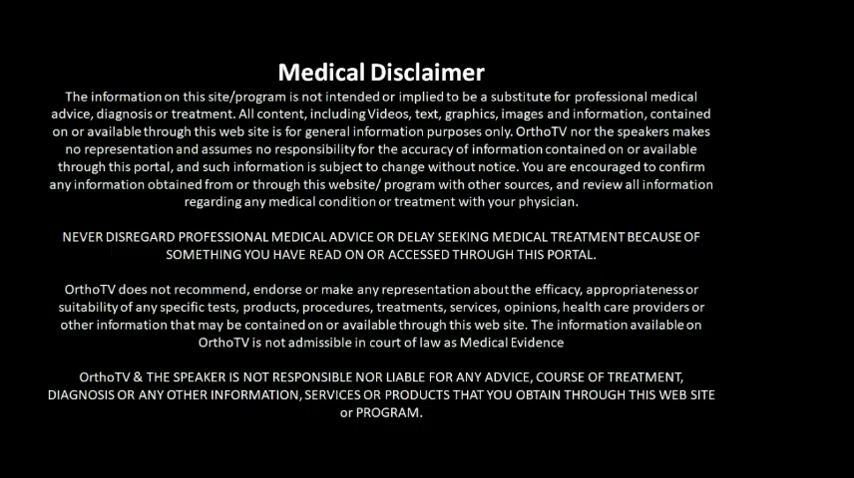 Medical Disclaimer
The information on this site/program is not intended or implied to be a substitute for professional medical
advice, diagnosis or treatment. All content, including Videos, text, graphics, images and information, contained
on or available through this web site is for general information purposes only. OrthoTV nor the speakers makes
no representation and assumes no responsibility for the accuracy of information contained on or available
through this portal, and such information is subject to change without notice. You are encouraged to confirm
any information obtained from or through this website/ program with other sources, and review all information
regarding any medical condition or treatment with your physician.
NEVER DISREGARD PROFESSIONAL MEDICAL ADVICE OR DELAY SEEKING MEDICAL TREATMENT BECAUSE OF
SOMETHING YOU HAVE READ ON OR ACCESSED THROUGH THIS PORTAL.
OrthoTV does not recommend, endorse or make any representation about the efficacy, appropriateness or
suitability of any specific tests, products, procedures, treatments, services, opinions, health care providers or
other information that may be contained on or available through this web site. The information available on
OrthoTV is not admissible in court of law as Medical Evidence
OrthoTV & THE SPEAKER IS NOT RESPONSIBLE NOR LIABLE FOR ANY ADVICE, COURSE OF TREATMENT,
DIAGNOSIS OR ANY OTHER INFORMATION, SERVICES OR PRODUCTS THAT YOU OBTAIN THROUGH THIS WEB SITE
or PROGRAM.